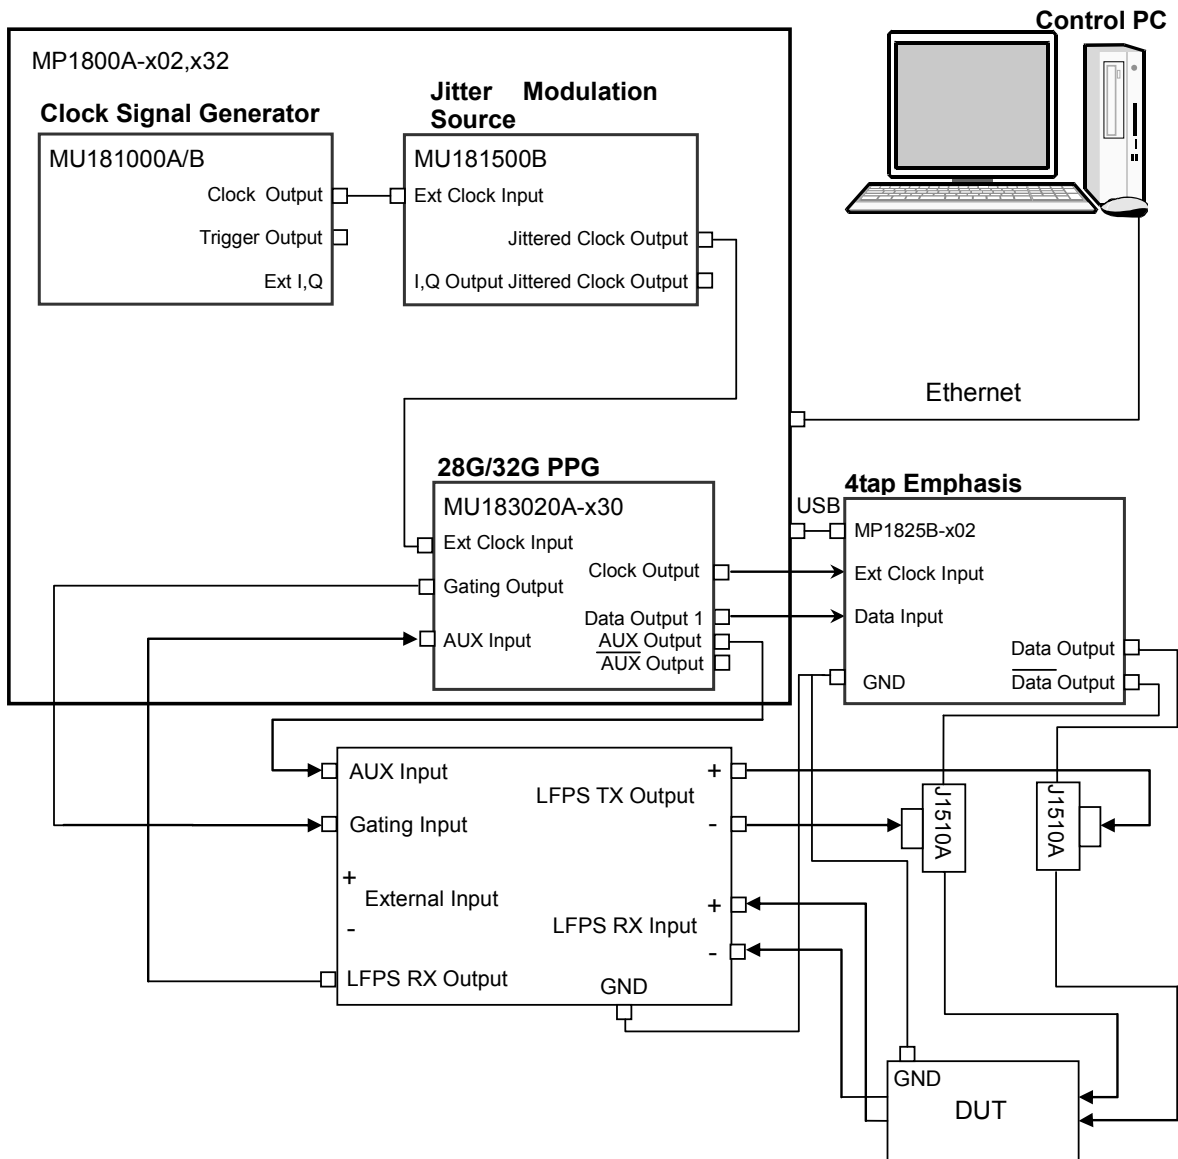 Control PC
MP1800A-x02,x32
Clock Signal Generator
MU181000A/B
Clock Output
Trigger Output
Ext I,Q
Jitter Modulation
Source
MU181500B
Ext Clock Input
Jittered Clock Output
I,Q Output Jittered Clock Output
Ethernet
28G/32G PPG
MU183020A-x30
Ext Clock Input
Gating Output
AUX Input
Clock Output
Data Output 1
AUX Output
AUX Output
USB
4tap Emphasis
MP1825B-x02
Ext Clock Input
Data Input
GND
Data Output
Data Output
AUX Input
Gating Input
+
External Input
-
LFPS RX Output
+
LFPS TX Output
-
+
LFPS RX Input
-
GND
J1510A
J1510A
GND
DUT